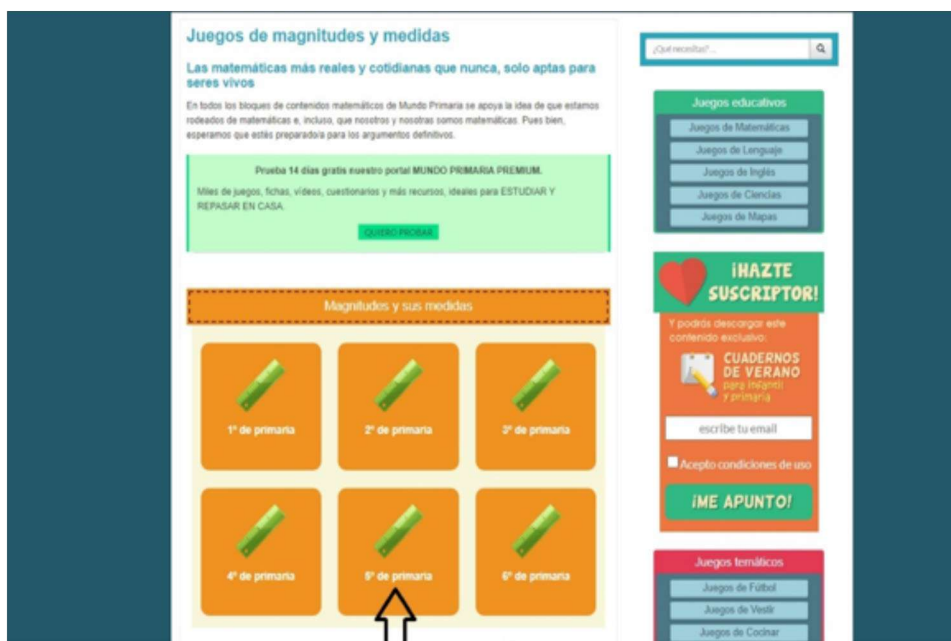 Juegos de magnitudes y medidas
Las matemáticas más reales y cotidianas que nunca, solo aptas para
seres vivos
En todos los bloques de contenidos matemáticos de Mundo Primaria se apoya la idea de que estamos
rodeados de matemáticas e, incluso, que nosotros y nosotras somos matemáticas. Pues bien,
esperamos que estés preparado/a para los argumentos definitivos.
Prueba 14 días gratis nuestro portal MUNDO PRIMARIA PREMIUM.
Miles de juegos, fichas, vídeos, cuestionarios y más recursos, ideales para ESTUDIAR Y
REPASAR EN CASA.
QUIERO PROBAR
Magnitudes y sus medidas
1º de primaria
2º de primaria
3º de primaria
4º de primaria
5º de primaria
6º de primaria
¿Qué necesitas?...
Juegos educativos
Juegos de Matemáticas
Juegos de Lenguaje
Juegos de Inglés
Juegos de Ciencias
Juegos de Mapas
¡HAZTE
SUSCRIPTOR!
Y podrás descargar este
contenido exclusivo:
CUADERNOS
DE VERANO
para infantil
y primaria
escribe tu email
Acepto condiciones de uso
¡ME APUNTO!
Juegos temáticos
Juegos de Fútbol
Juegos de Vestir
Juegos de Cocinar